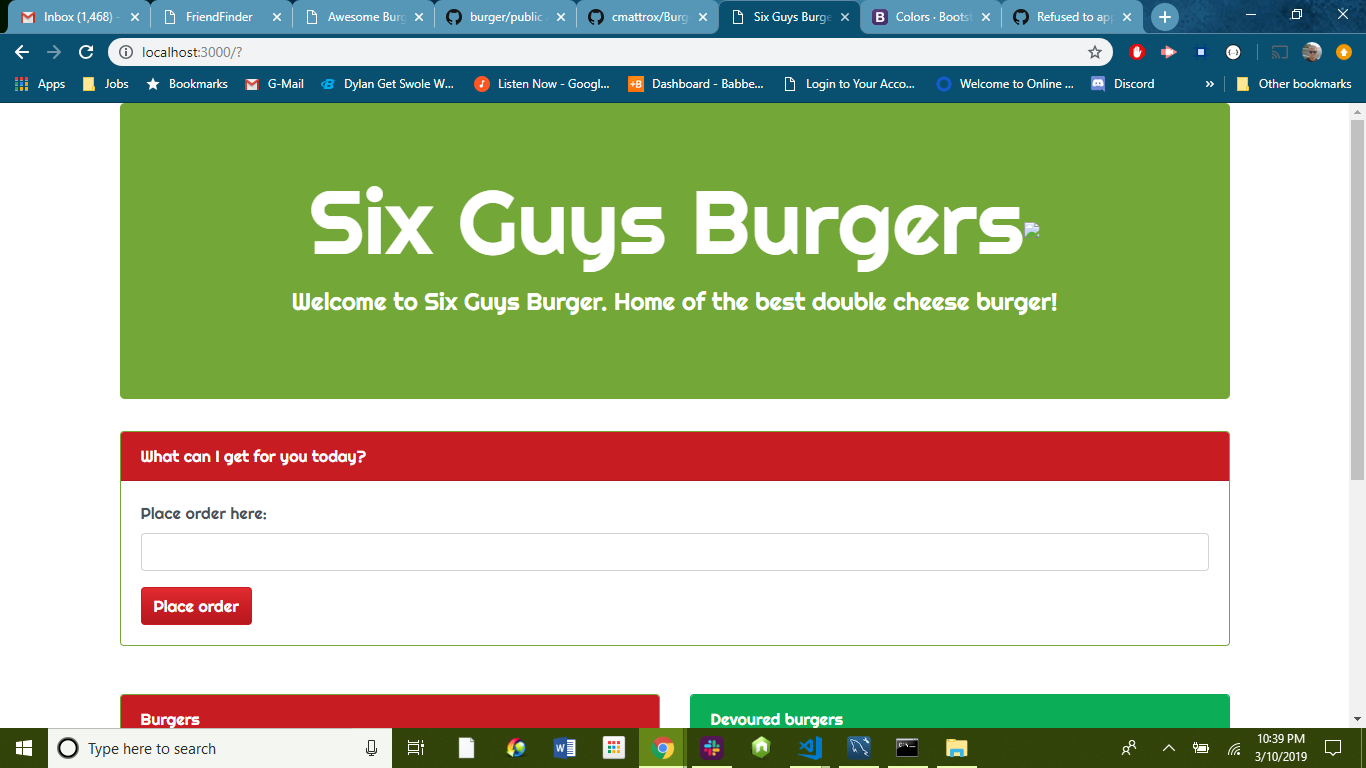 Inbox (1,468) - FriendFinder Awesome Burg burger/public cmattrox/Burg Six Guys Burge Colors · Bootst Refused to app
localhost:3000/?
Apps Jobs Bookmarks G-Mail Dylan Get Swole W... Listen Now - Googl... +B Dashboard - Babbe... Login to Your Acco... Welcome to Online ... Discord » Other bookmarks
Six Guys Burgers
Welcome to Six Guys Burger. Home of the best double cheese burger!
What can I get for you today?
Place order here:
Place order
Burgers Devoured burgers
Type here to search
10:39 PM
3/10/2019